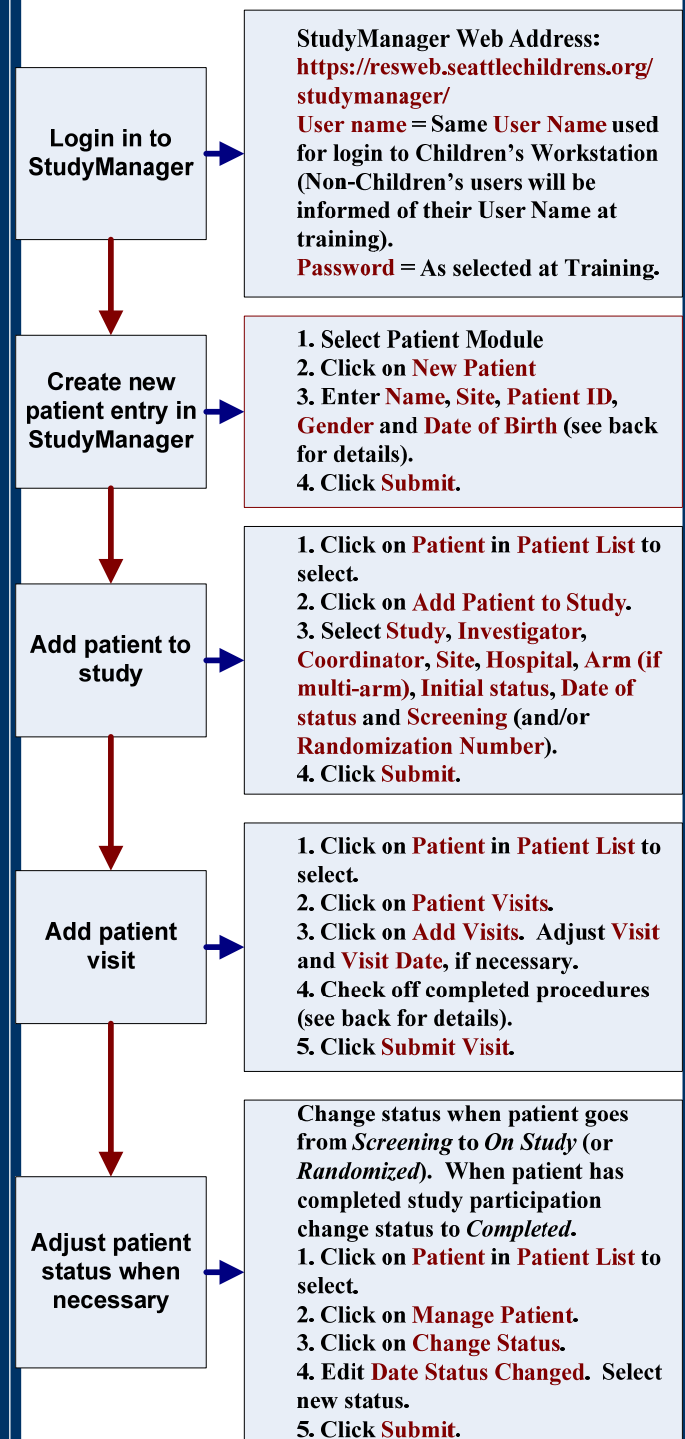 Login in to
StudyManager
StudyManager Web Address:
https://resweb.seattlechildrens.org/
studymanager/
User name = Same User Name used
for login to Children's Workstation
(Non-Children's users will be
informed of their User Name at
training).
Password = As selected at Training.
Create new
patient entry in
StudyManager
1. Select Patient Module
2. Click on New Patient
3. Enter Name, Site, Patient ID,
Gender and Date of Birth (see back
for details).
4. Click Submit.
Add patient to
study
1. Click on Patient in Patient List to
select.
2. Click on Add Patient to Study.
3. Select Study, Investigator,
Coordinator, Site, Hospital, Arm (if
multi-arm), Initial status, Date of
status and Screening (and/or
Randomization Number).
4. Click Submit.
Add patient
visit
1. Click on Patient in Patient List to
select.
2. Click on Patient Visits.
3. Click on Add Visits.  Adjust Visit
and Visit Date, if necessary.
4. Check off completed procedures
(see back for details).
5. Click Submit Visit.
Adjust patient
status when
necessary
Change status when patient goes
from Screening to On Study (or
Randomized).  When patient has
completed study participation
change status to Completed.
1. Click on Patient in Patient List to
select.
2. Click on Manage Patient.
3. Click on Change Status.
4. Edit Date Status Changed.  Select
new status.
5. Click Submit.